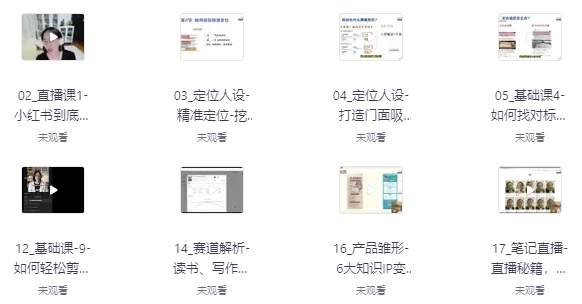 02_直播课1-
小红书到底...
未观看
03_定位人设-
精准定位-挖..
未观看
04_定位人设-
打造门面吸..
未观看
05_基础课4-
如何找对标...
未观看
12_基础课-9-
如何轻松剪...
未观看
14_赛道解析-
读书、写作...
未观看
16_产品雏形-
6大知识IP变..
未观看
17_笔记直播-
直播秘籍，...
未观看